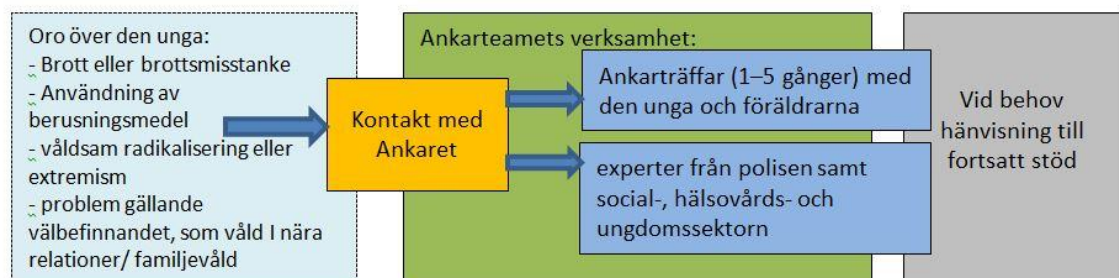 Oro över den unga:
- Brott eller brottsmisstanke
- Användning av
berusningsmedel
- våldsam radikalisering eller
extremism
- problem gällande
välbefinnandet, som våld I nära
relationer/ familjevåld
Kontakt med
Ankaret
Ankarteamets verksamhet:
Ankarträffar (1–5 gånger) med
den unga och föräldrarna
experter från polisen samt
social-, hälsovårds- och
ungdomssektorn
Vid behov
hänvisning till
fortsatt stöd